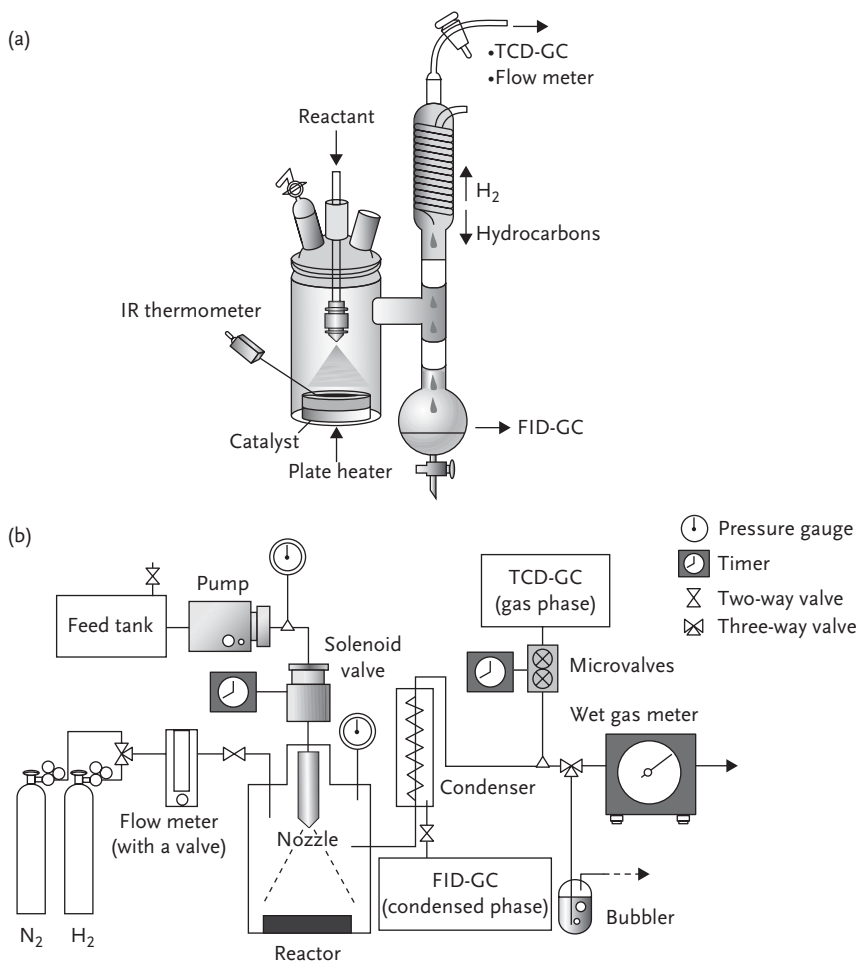 (a)
•TCD-GC
•Flow meter
Reactant
H2
Hydrocarbons
IR thermometer
Catalyst
Plate heater
FID-GC
(b)
Pressure gauge
Timer
Two-way valve
Three-way valve
Pump
Feed tank
Solenoid
valve
TCD-GC
(gas phase)
Microvalves
Wet gas meter
Condenser
Flow meter
(with a valve)
Nozzle
FID-GC
(condensed phase)
Bubbler
N2
H2
Reactor